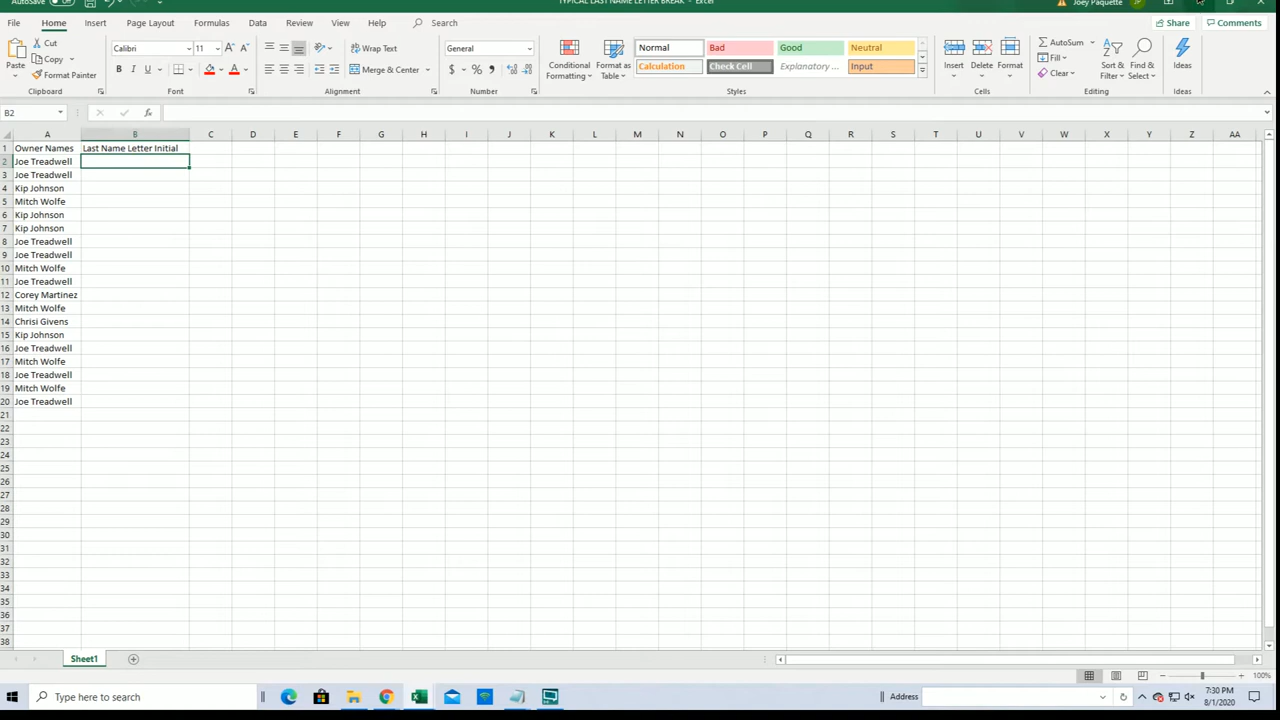 AutoSave Off TYPICAL LAST NAME LETTER BREAK - Excel Joey Paquette JP
File Home Insert Page Layout Formulas Data Review View Help Search Share Comments
Paste Cut Copy Format Painter Clipboard
Calibri 11 A A B I U A Font
ab Wrap Text Merge & Center Alignment
General $ % , Number
Conditional Formatting Format as Table
Normal Bad Good Neutral
Calculation Check Cell Explanatory ... Input
Styles
Insert Delete Format Cells
AutoSum Fill Clear Sort & Filter Find & Select Editing
Ideas Ideas
B2 fx
A B C D E F G H I J K L M N O P Q R S T U V W X Y Z AA
1 Owner Names Last Name Letter Initial
2 Joe Treadwell
3 Joe Treadwell
4 Kip Johnson
5 Mitch Wolfe
6 Kip Johnson
7 Kip Johnson
8 Joe Treadwell
9 Joe Treadwell
10 Mitch Wolfe
11 Joe Treadwell
12 Corey Martinez
13 Mitch Wolfe
14 Chrisi Givens
15 Kip Johnson
16 Joe Treadwell
17 Mitch Wolfe
18 Joe Treadwell
19 Mitch Wolfe
20 Joe Treadwell
21
22
23
24
25
26
27
28
29
30
31
32
33
34
35
36
37
38
Sheet1
100%
Type here to search Address 7:30 PM
8/1/2020